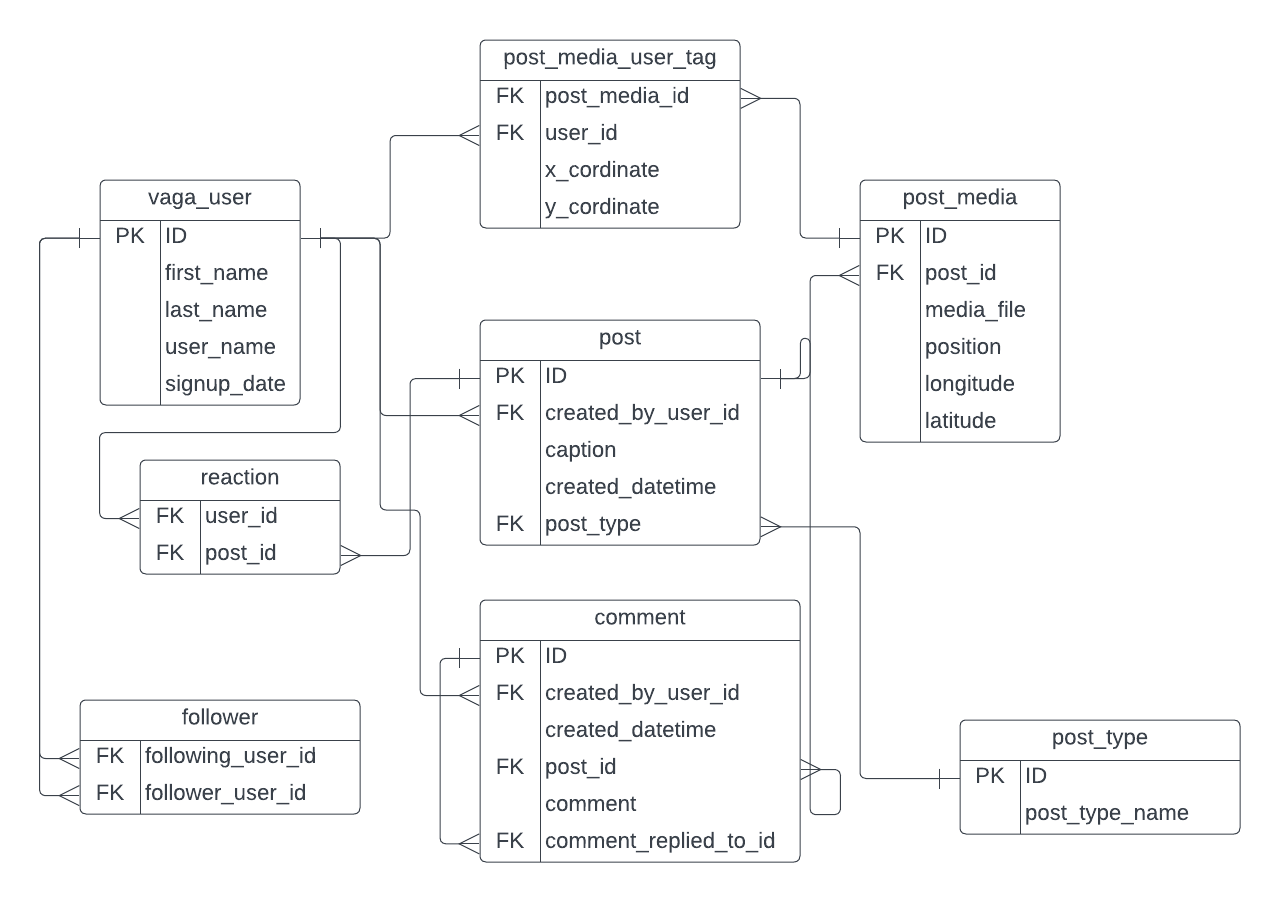 post_media_user_tag
FK post_media_id
FK user_id
x_cordinate
y_cordinate
vaga_user
PK ID
first_name
last_name
user_name
signup_date
post_media
PK ID
FK post_id
media_file
position
longitude
latitude
post
PK ID
FK created_by_user_id
caption
created_datetime
FK post_type
reaction
FK user_id
FK post_id
comment
PK ID
FK created_by_user_id
created_datetime
FK post_id
comment
FK comment_replied_to_id
follower
FK following_user_id
FK follower_user_id
post_type
PK ID
post_type_name